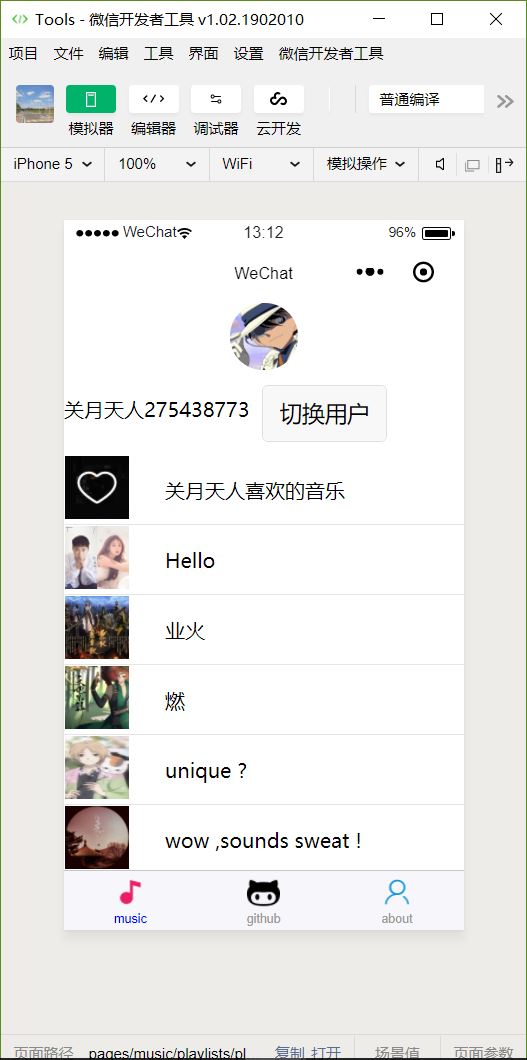 Tools - 微信开发者工具 v1.02.1902010
项目 文件 编辑 工具 界面 设置 微信开发者工具
普通编译
模拟器 编辑器 调试器 云开发
iPhone 5 100% WiFi 模拟操作
WeChat 13:12 96%
WeChat
关月天人275438773 切换用户
关月天人喜欢的音乐
Hello
业火
燃
unique ?
wow ,sounds sweat !
music github about
页面路径 pages/music/playlists/pl 复制 打开 场景值 页面参数